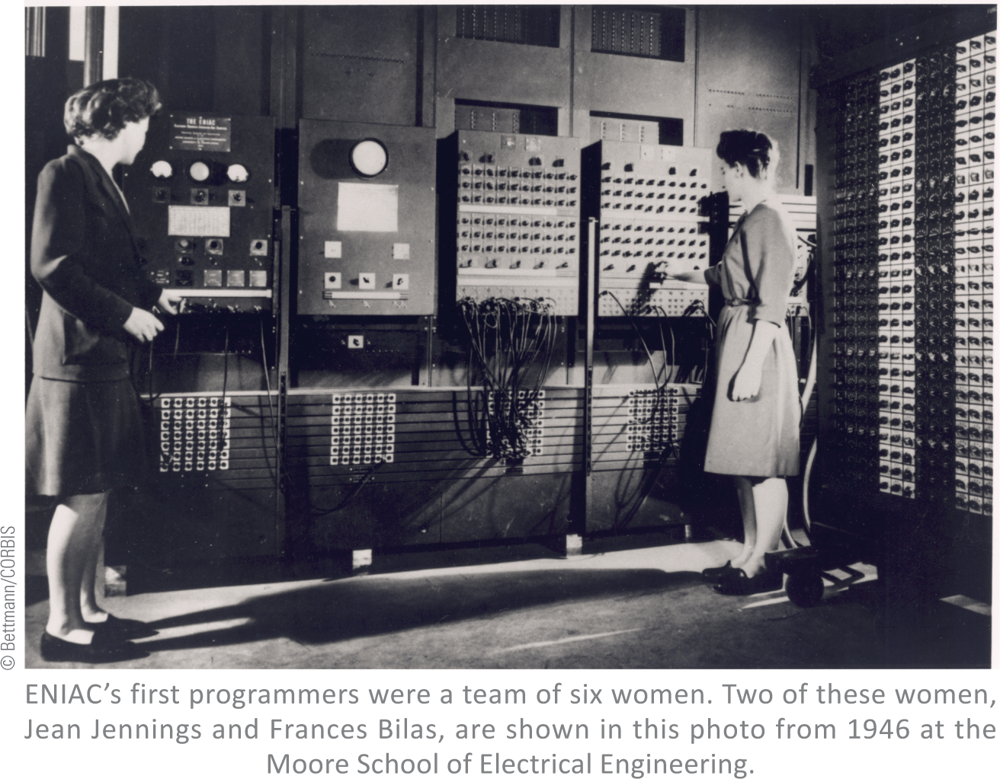 THE ENIAC
© Bettmann/CORBIS
ENIAC’s first programmers were a team of six women. Two of these women,
Jean Jennings and Frances Bilas, are shown in this photo from 1946 at the
Moore School of Electrical Engineering.